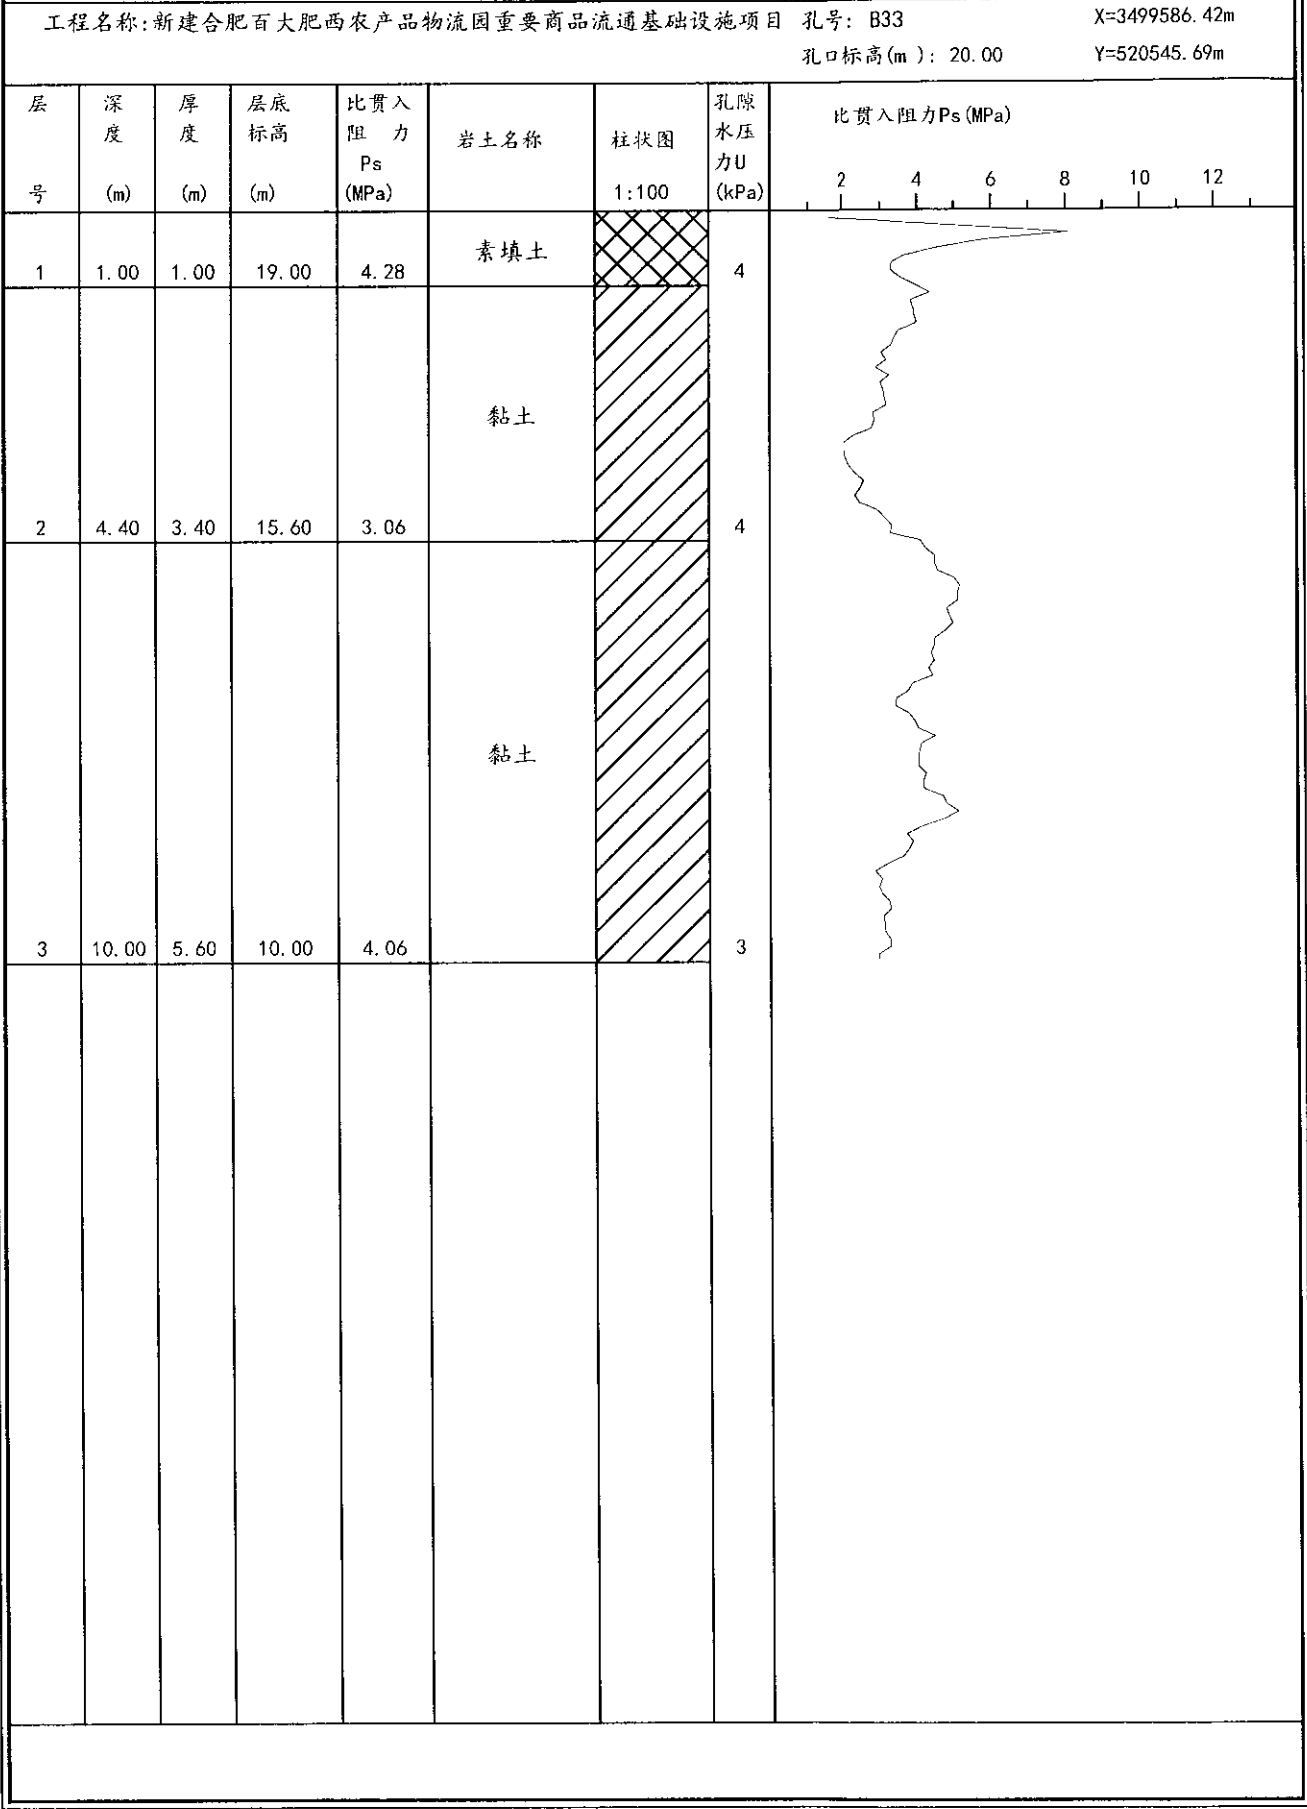 工程名称:新建合肥百大肥西农产品物流园重要商品流通基础设施项目 孔号: B33 X=3499586.42m
孔口标高(m): 20.00 Y=520545.69m
层号
深度(m)
厚度(m)
层底标高(m)
比贯入阻力Ps(MPa)
岩土名称
柱状图
1:100
孔隙水压力U(kPa)
比贯入阻力Ps(MPa)
2 4 6 8 10 12
素填土
1 1.00 1.00 19.00 4.28 4
黏土
2 4.40 3.40 15.60 3.06 4
黏土
3 10.00 5.60 10.00 4.06 3